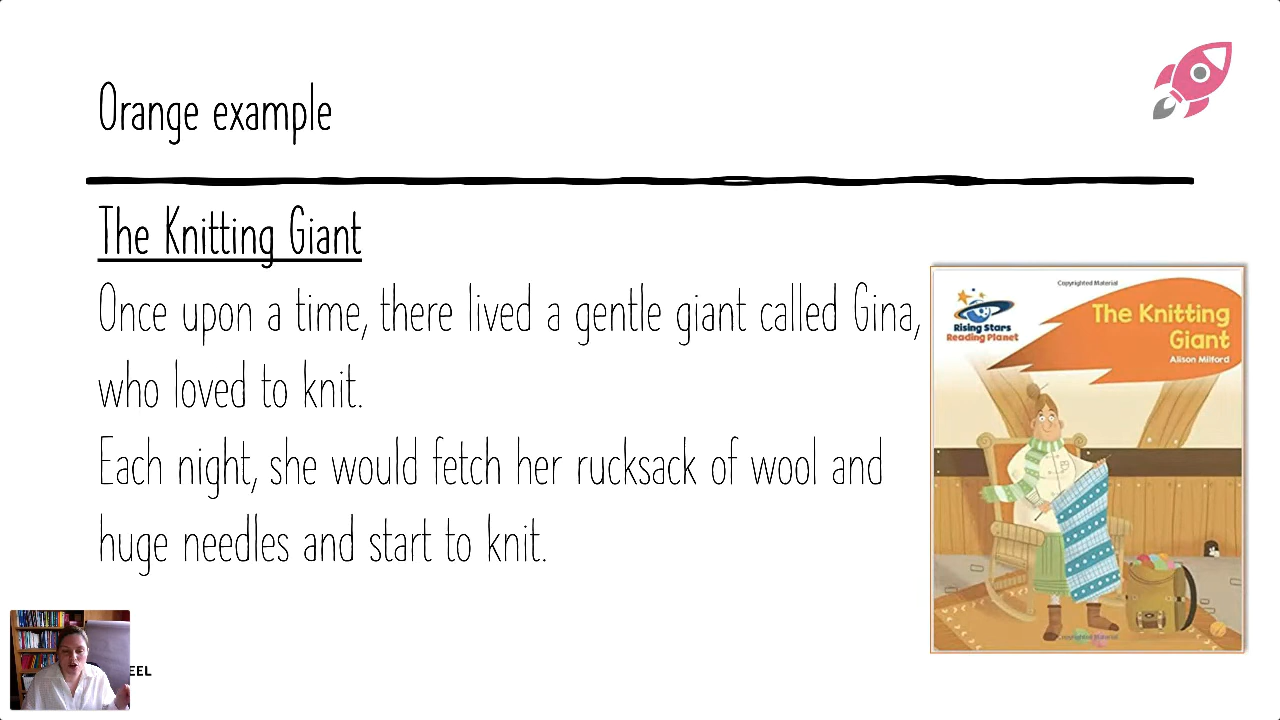 Orange example
The Knitting Giant
Once upon a time, there lived a gentle giant called Gina,
who loved to knit.
Each night, she would fetch her rucksack of wool and
huge needles and start to knit.
Copyrighted Material
Rising Stars
Reading Planet
The Knitting
Giant
Alison Milford
Copyrighted Material
EEL